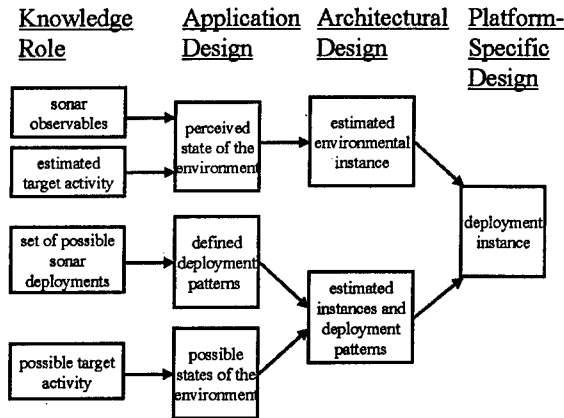 Knowledge Role
Application Design
Architectural Design
Platform-Specific Design
sonar
observables
estimated
target activity
perceived
state of the
environment
estimated
environmental
instance
set of possible
sonar
deployments
defined
deployment
patterns
deployment
instance
estimated
instances and
deployment
patterns
possible target
activity
possible
states of the
environment